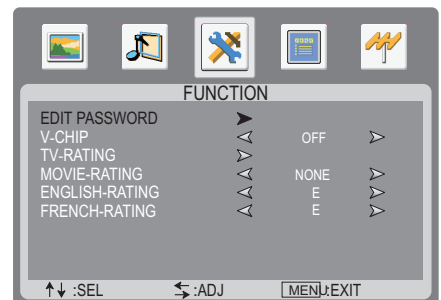 FUNCTION
EDIT PASSWORD
V-CHIP OFF
TV-RATING
MOVIE-RATING NONE
ENGLISH-RATING E
FRENCH-RATING E
:SEL :ADJ MENU:EXIT